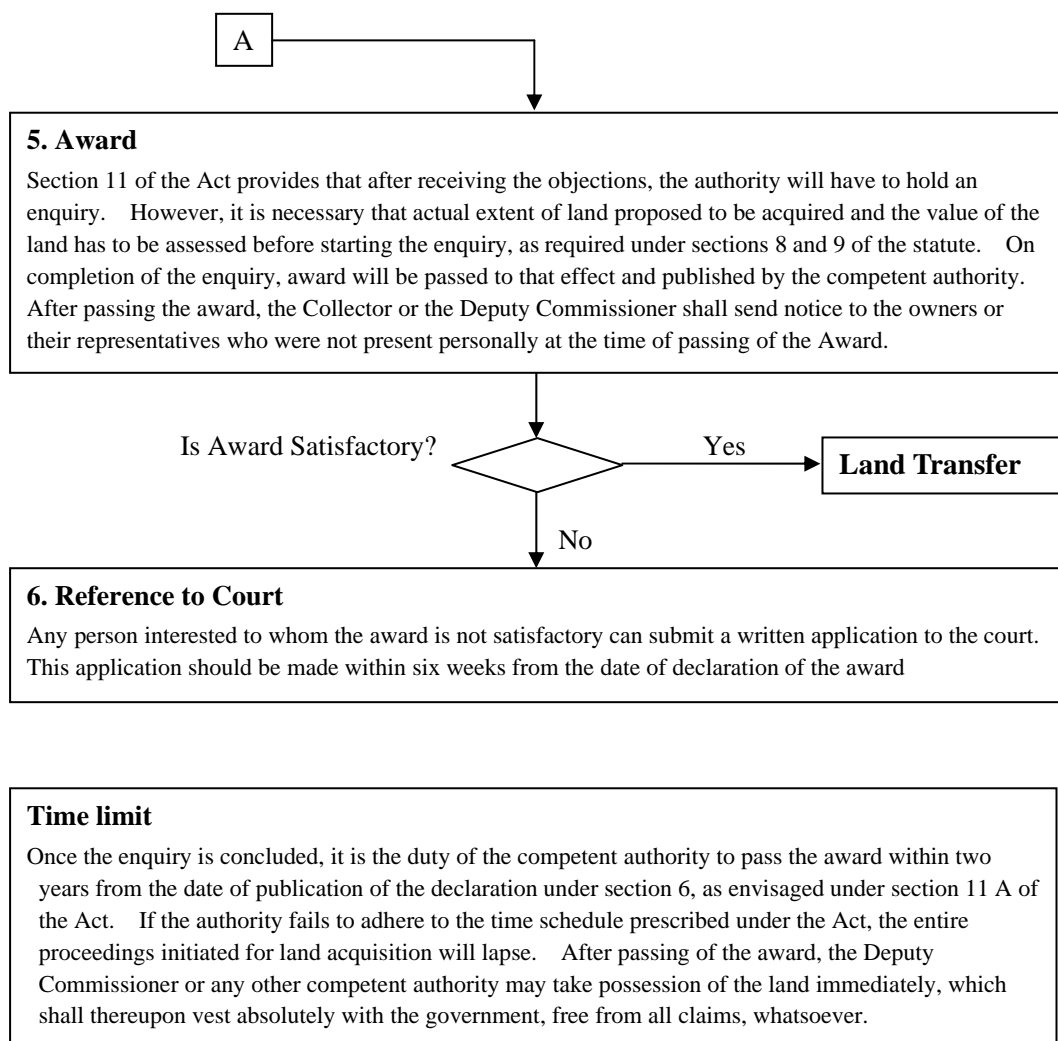 A
5. Award
Section 11 of the Act provides that after receiving the objections, the authority will have to hold an
enquiry. However, it is necessary that actual extent of land proposed to be acquired and the value of the
land has to be assessed before starting the enquiry, as required under sections 8 and 9 of the statute. On
completion of the enquiry, award will be passed to that effect and published by the competent authority.
After passing the award, the Collector or the Deputy Commissioner shall send notice to the owners or
their representatives who were not present personally at the time of passing of the Award.
Is Award Satisfactory?
Yes
Land Transfer
No
6. Reference to Court
Any person interested to whom the award is not satisfactory can submit a written application to the court.
This application should be made within six weeks from the date of declaration of the award
Time limit
Once the enquiry is concluded, it is the duty of the competent authority to pass the award within two
years from the date of publication of the declaration under section 6, as envisaged under section 11 A of
the Act. If the authority fails to adhere to the time schedule prescribed under the Act, the entire
proceedings initiated for land acquisition will lapse. After passing of the award, the Deputy
Commissioner or any other competent authority may take possession of the land immediately, which
shall thereupon vest absolutely with the government, free from all claims, whatsoever.